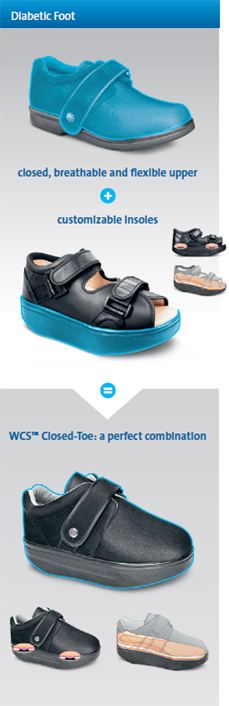 Diabetic Foot
closed, breathable and flexible upper
+
customizable insoles
=
WCS™ Closed-Toe: a perfect combination